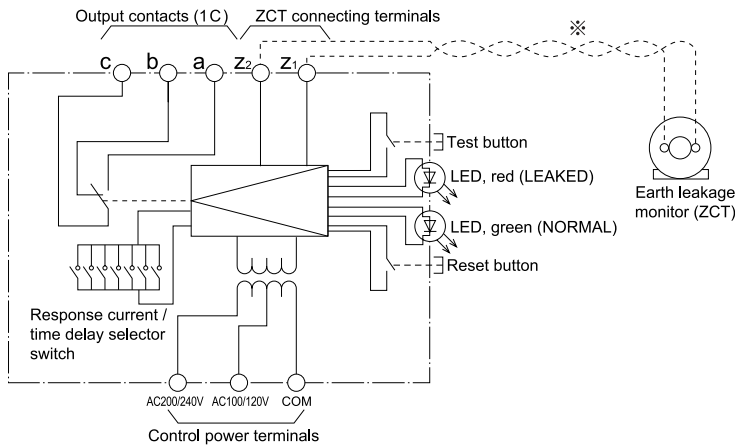 Output contacts (1C)
ZCT connecting terminals
※
c
b
a
z2
z1
Test button
LED, red (LEAKED)
Earth leakage
monitor (ZCT)
LED, green (NORMAL)
Reset button
Response current /
time delay selector
switch
AC200/240V
AC100/120V
COM
Control power terminals